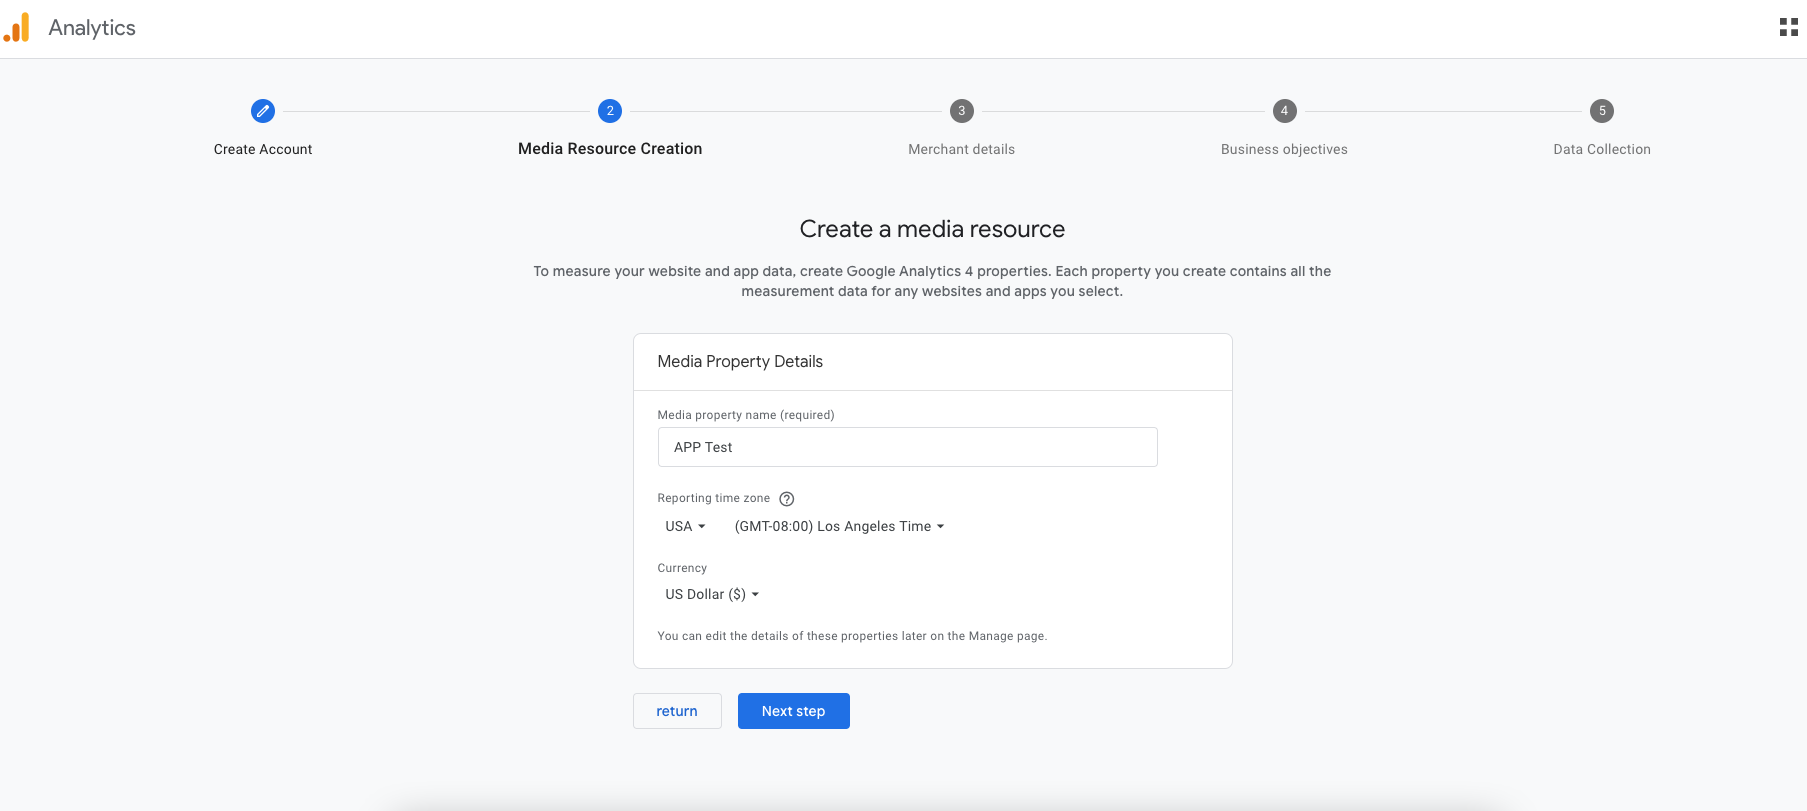 Analytics
2
3
4
5
Create Account
Media Resource Creation
Merchant details
Business objectives
Data Collection
Create a media resource
To measure your website and app data, create Google Analytics 4 properties. Each property you create contains all the
measurement data for any websites and apps you select.
Media Property Details
Media property name (required)
APP Test
Reporting time zone ?
USA (GMT-08:00) Los Angeles Time
Currency
US Dollar ($)
You can edit the details of these properties later on the Manage page.
return
Next step